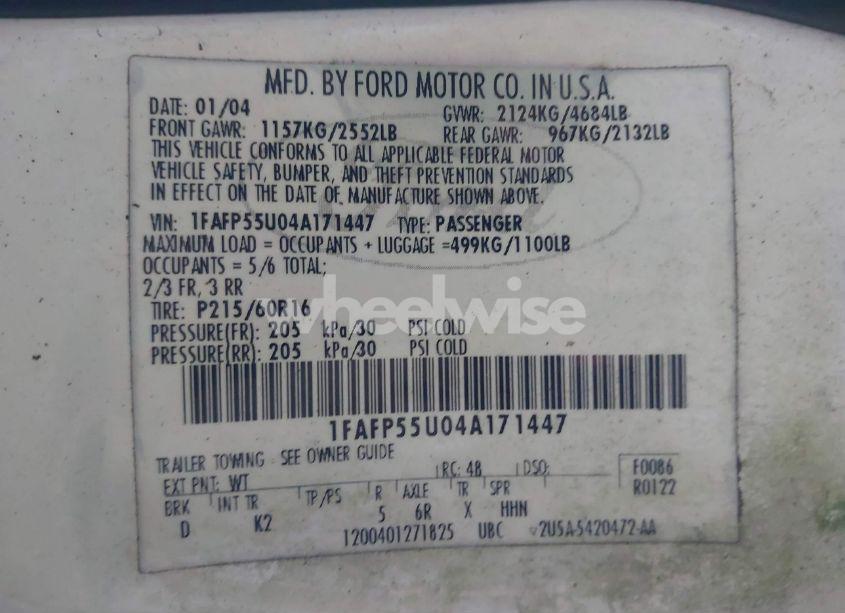 MFD. BY FORD MOTOR CO. IN U.S.A.
DATE: 01/04 GVWR: 2124KG/4684LB
FRONT GAWR: 1157KG/2552LB REAR GAWR: 967KG/2132LB
THIS VEHICLE CONFORMS TO ALL APPLICABLE FEDERAL MOTOR
VEHICLE SAFETY, BUMPER, AND THEFT PREVENTION STANDARDS
IN EFFECT ON THE DATE OF MANUFACTURE SHOWN ABOVE.
VIN: 1FAFP55U04A171447 TYPE: PASSENGER
MAXIMUM LOAD = OCCUPANTS + LUGGAGE =499KG/1100LB
OCCUPANTS = 5/6 TOTAL;
2/3 FR, 3 RR
TIRE: P215/60R16
wheelwise
PRESSURE(FR): 205 kPa/30 PSI COLD
PRESSURE(RR): 205 kPa/30 PSI COLD
1FAFP55U04A171447
TRAILER TOWING - SEE OWNER GUIDE
EXT PNT: WT RC: 48 DSO: F0086
BRK INT TR TP/PS R AXLE TR SPR R0122
D K2 5 6R X HHN
1200401271825 UBC 2U5A-5420472-AA